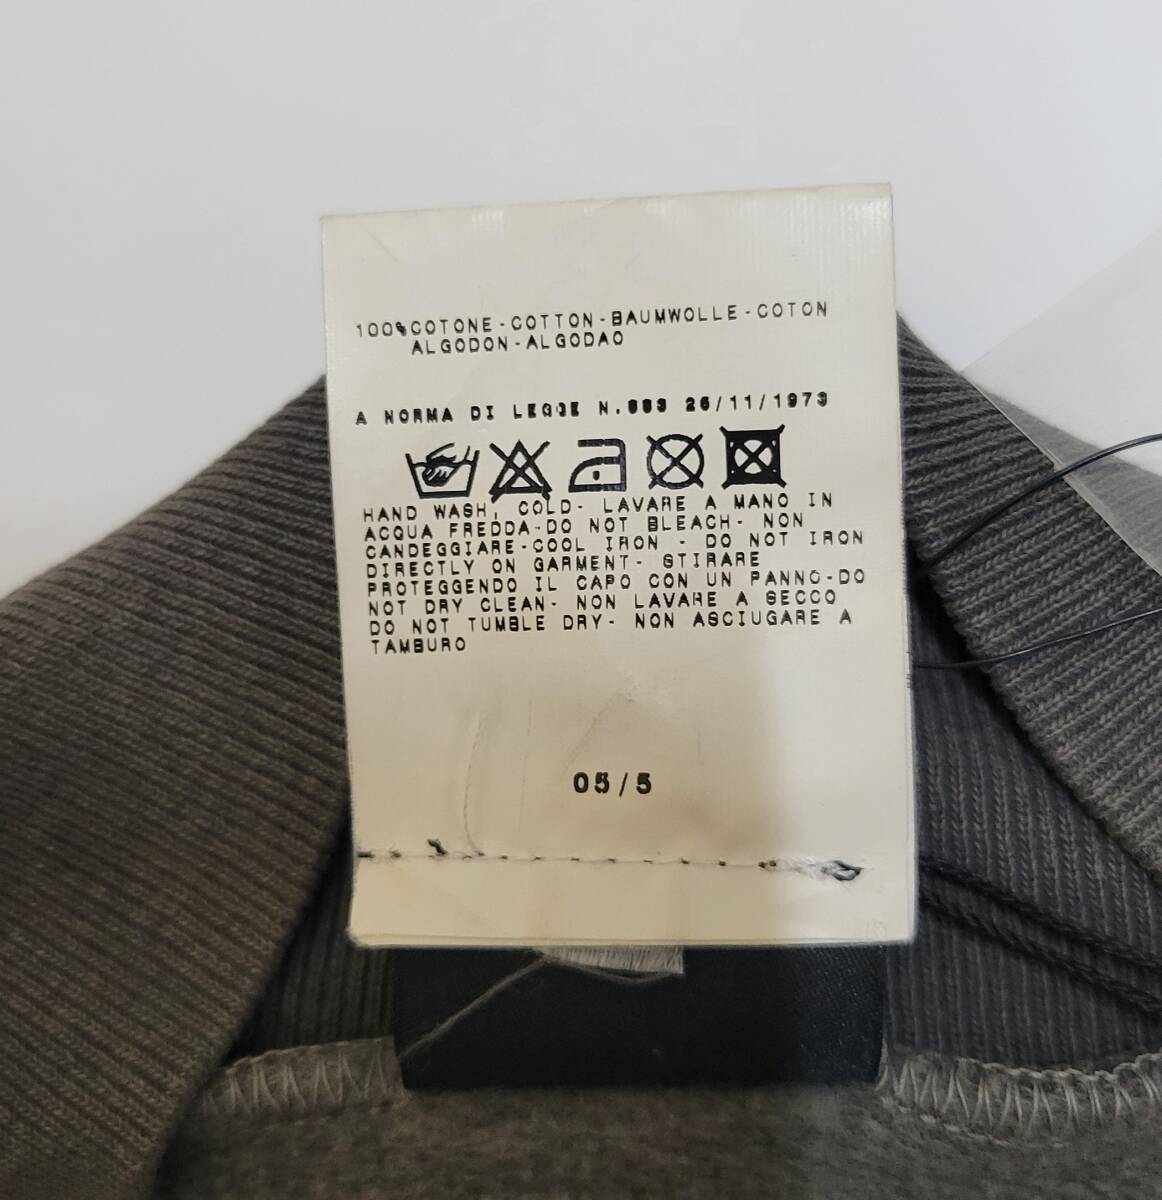 100%COTONE-COTTON-BAUMWOLLE-COTON
ALGODON-ALGODAO
A NORMA DI LEGGE N.883 26/11/1973
HAND WASH, COLD- LAVARE A MANO IN
ACQUA FREDDA-DO NOT BLEACH- NON
CANDEGGIARE-COOL IRON - DO NOT IRON
DIRECTLY ON GARMENT- STIRARE
PROTEGGENDO IL CAPO CON UN PANNO-DO
NOT DRY CLEAN- NON LAVARE A SECCO
DO NOT TUMBLE DRY- NON ASCIUGARE A
TAMBURO
05/5